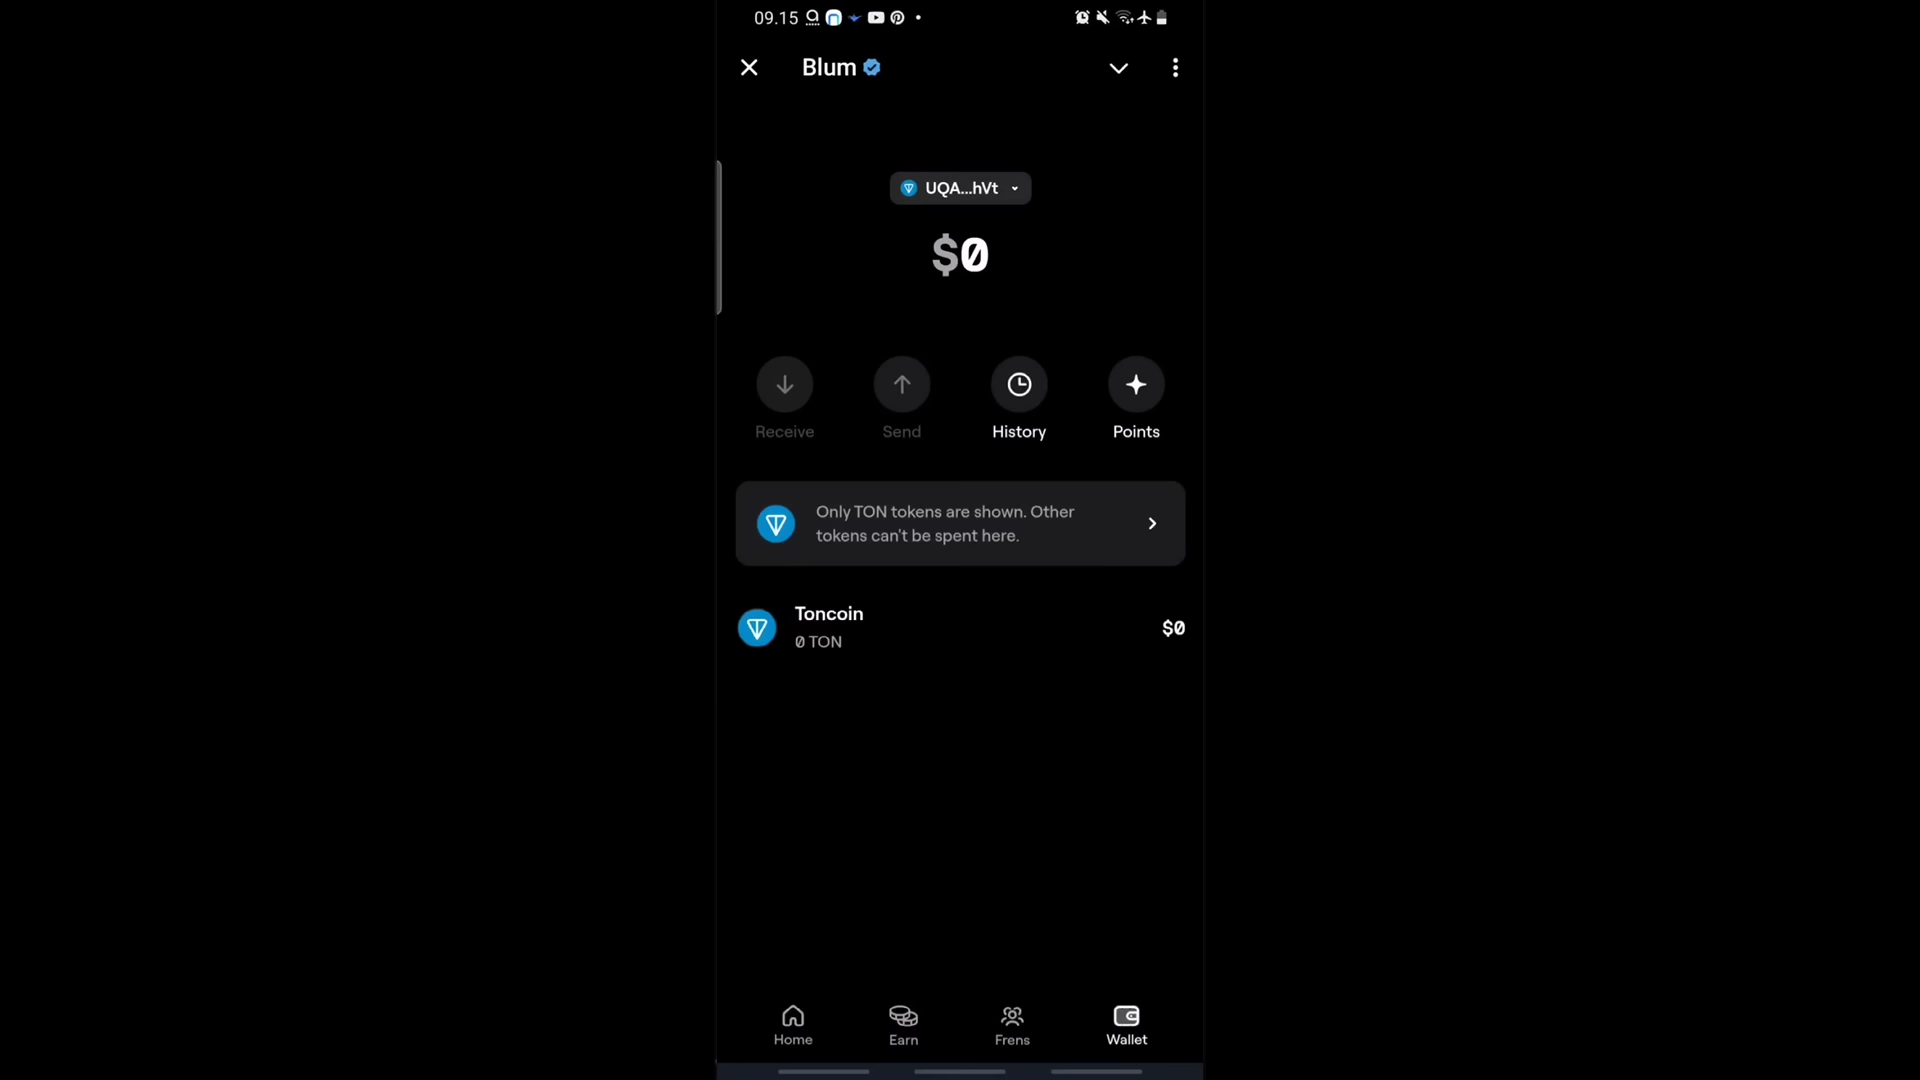 09.15
Blum
UQA...hVt
$0
Receive
Send
History
Points
Only TON tokens are shown. Other
tokens can't be spent here.
Toncoin
$0
0 TON
Home
Earn
Frens
Wallet